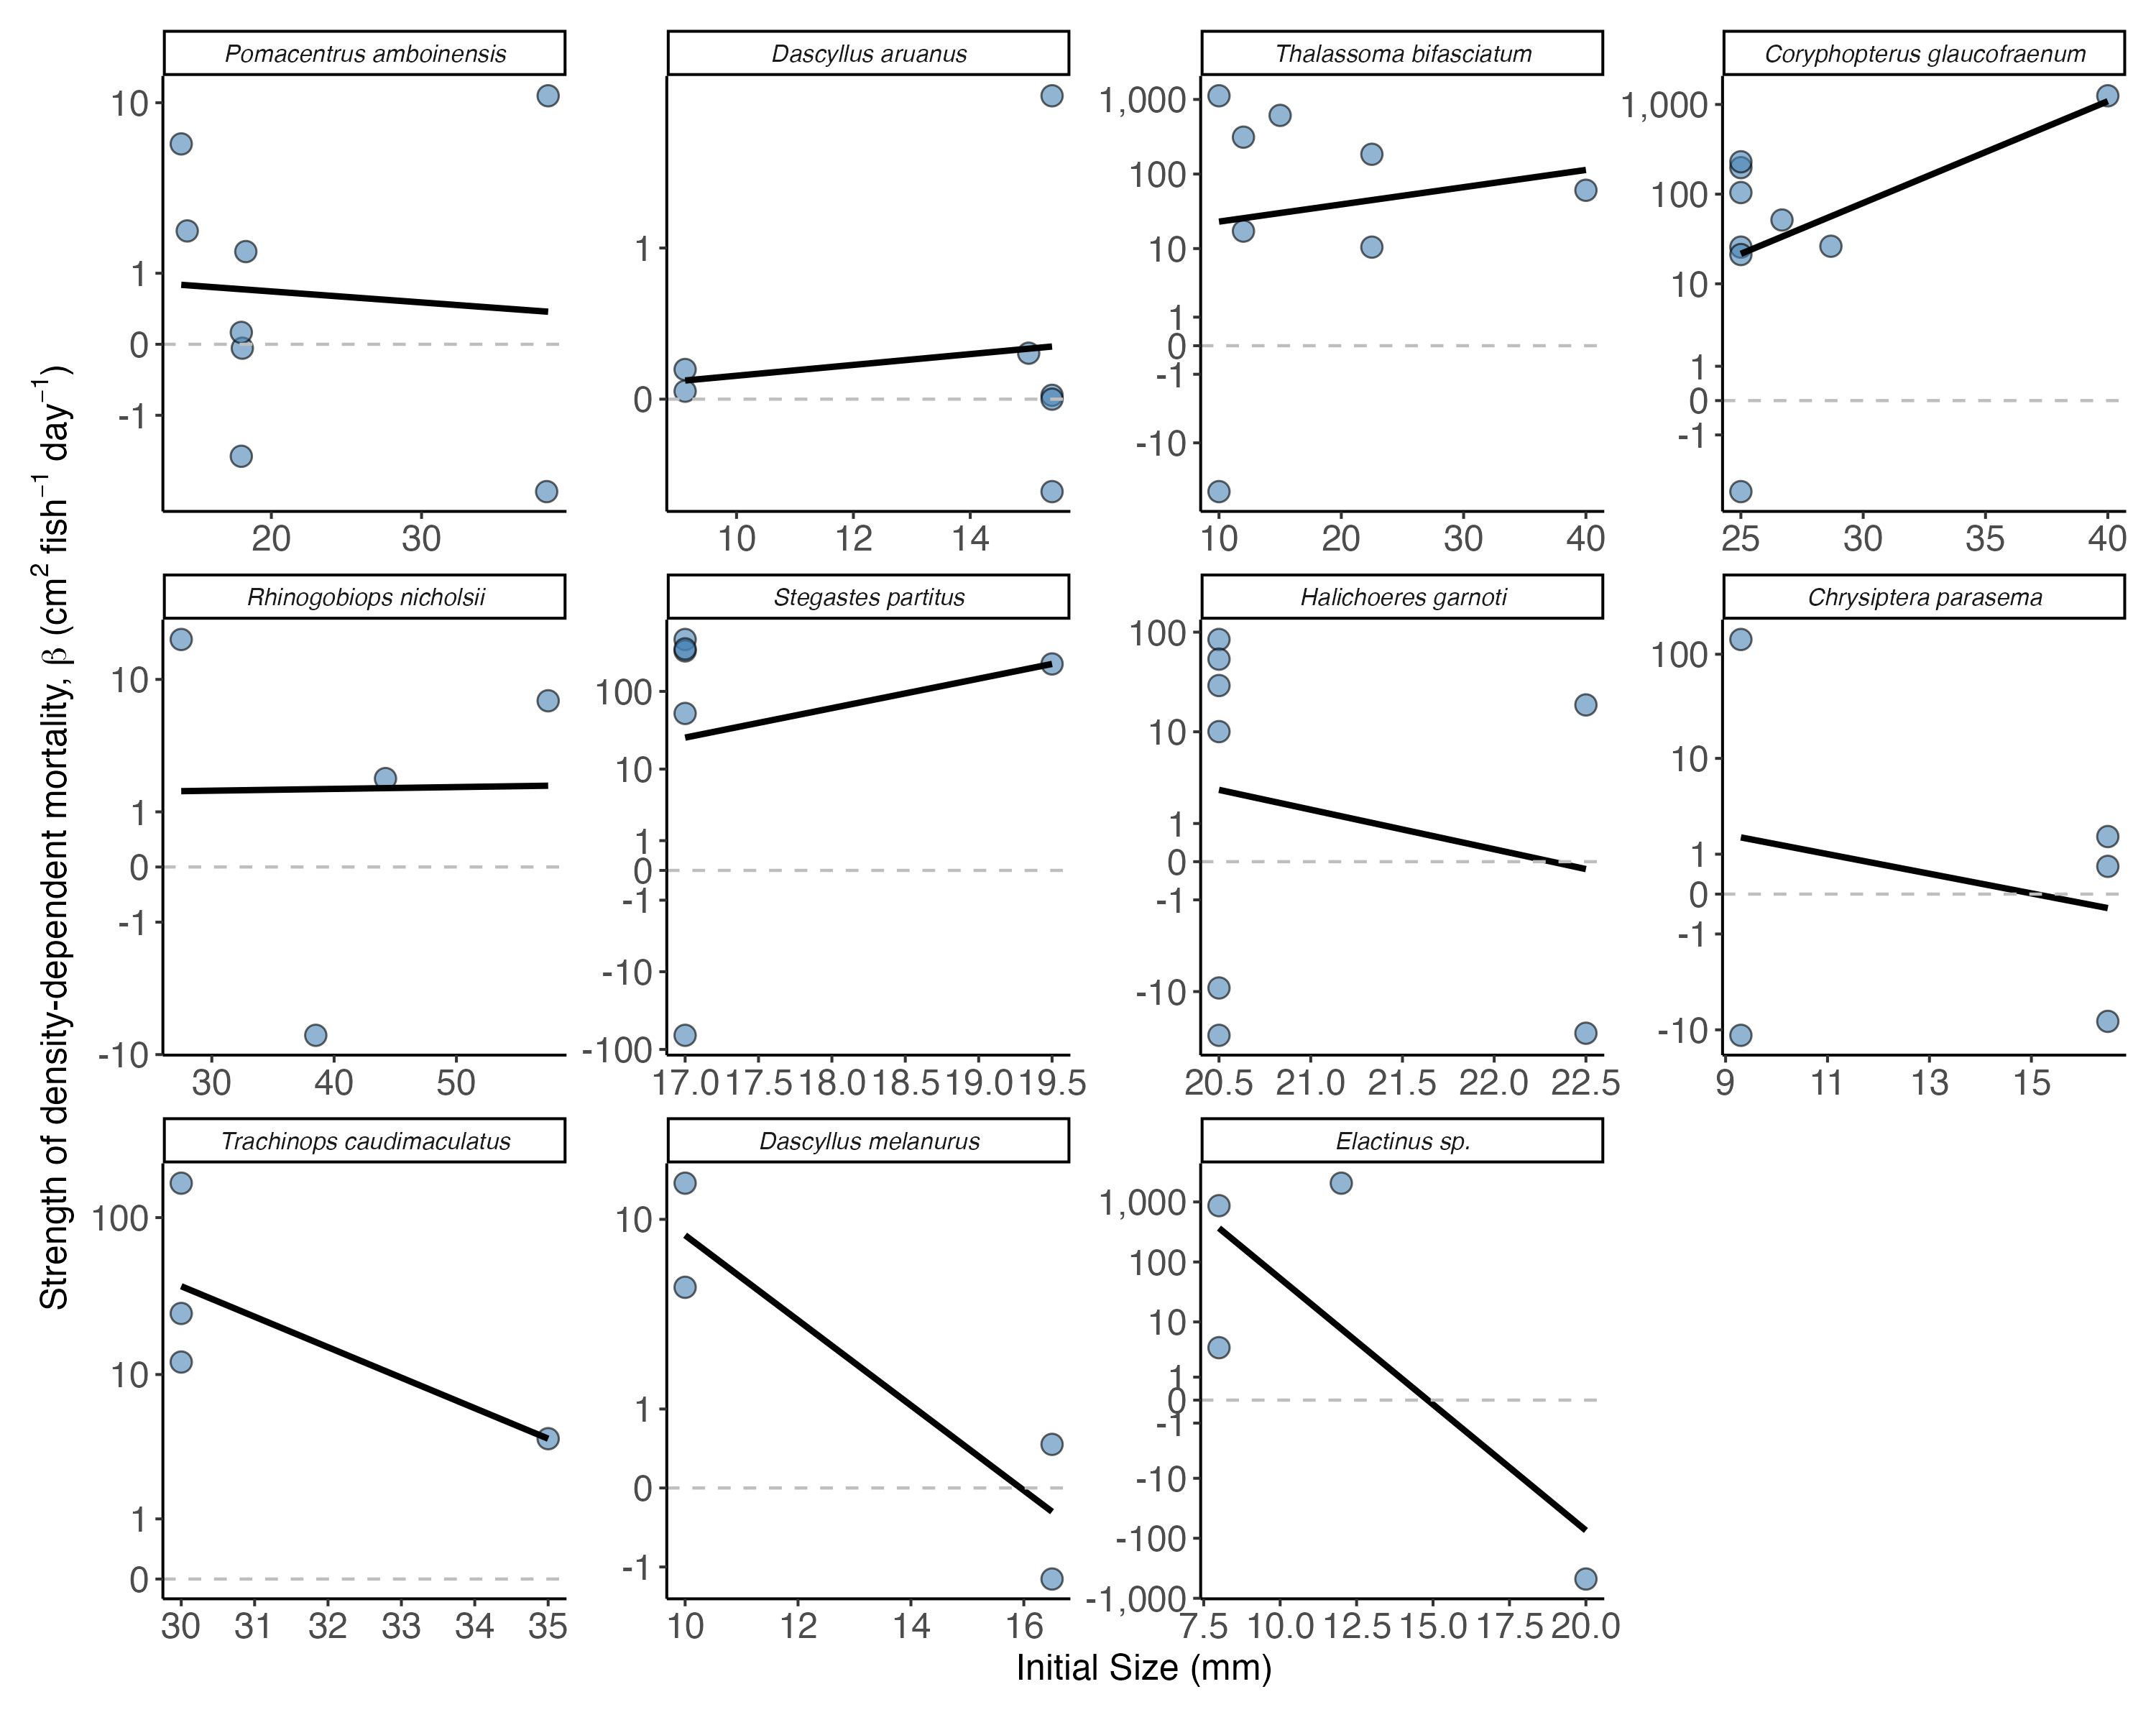 Strength of density-dependent mortality, β (cm² fish⁻¹ day⁻¹)
Pomacentrus amboinensis
10
1
0
-1
20 30
Dascyllus aruanus
1
0
10 12 14
Thalassoma bifasciatum
1,000
100
10
1
0
-1
-10
10 20 30 40
Coryphopterus glaucofraenum
1,000
100
10
1
0
-1
25 30 35 40
Rhinogobiops nicholsii
10
1
0
-1
-10
30 40 50
Stegastes partitus
100
10
1
0
-1
-10
-100
17.0 17.5 18.0 18.5 19.0 19.5
Halichoeres garnoti
100
10
1
0
-1
-10
20.5 21.0 21.5 22.0 22.5
Chrysiptera parasema
100
10
1
0
-1
-10
9 11 13 15
Trachinops caudimaculatus
100
10
1
0
30 31 32 33 34 35
Dascyllus melanurus
10
1
0
-1
10 12 14 16
Elactinus sp.
1,000
100
10
1
0
-1
-10
-100
-1,000
7.5 10.0 12.5 15.0 17.5 20.0
Initial Size (mm)